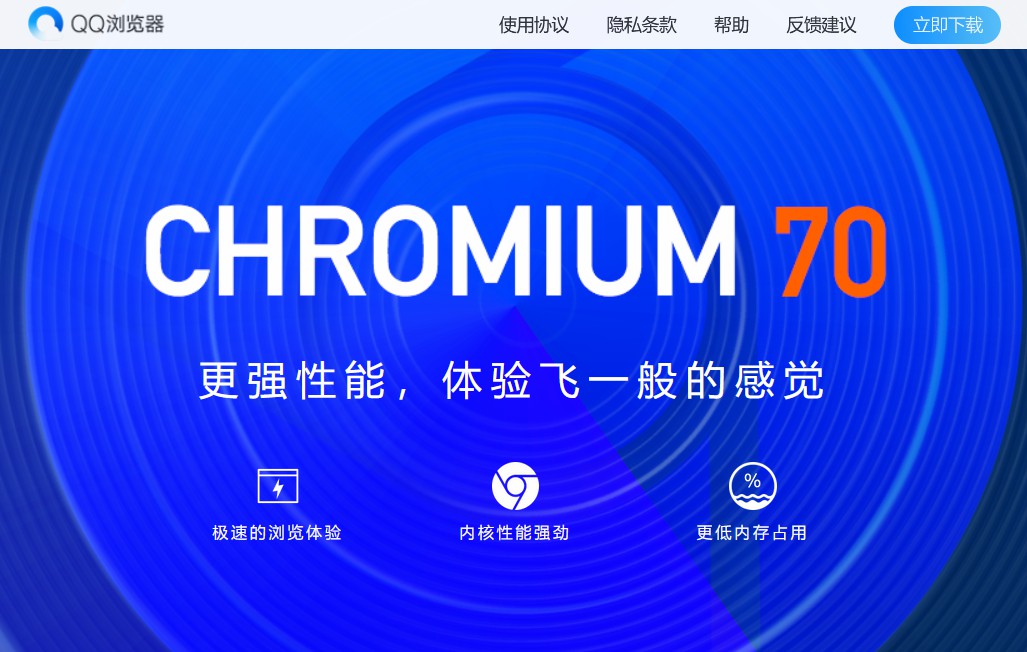 QQ浏览器
使用协议
隐私条款
帮助
反馈建议
立即下载
CHROMIUM 70
更强性能，体验飞一般的感觉
%
极速的浏览体验
内核性能强劲
更低内存占用